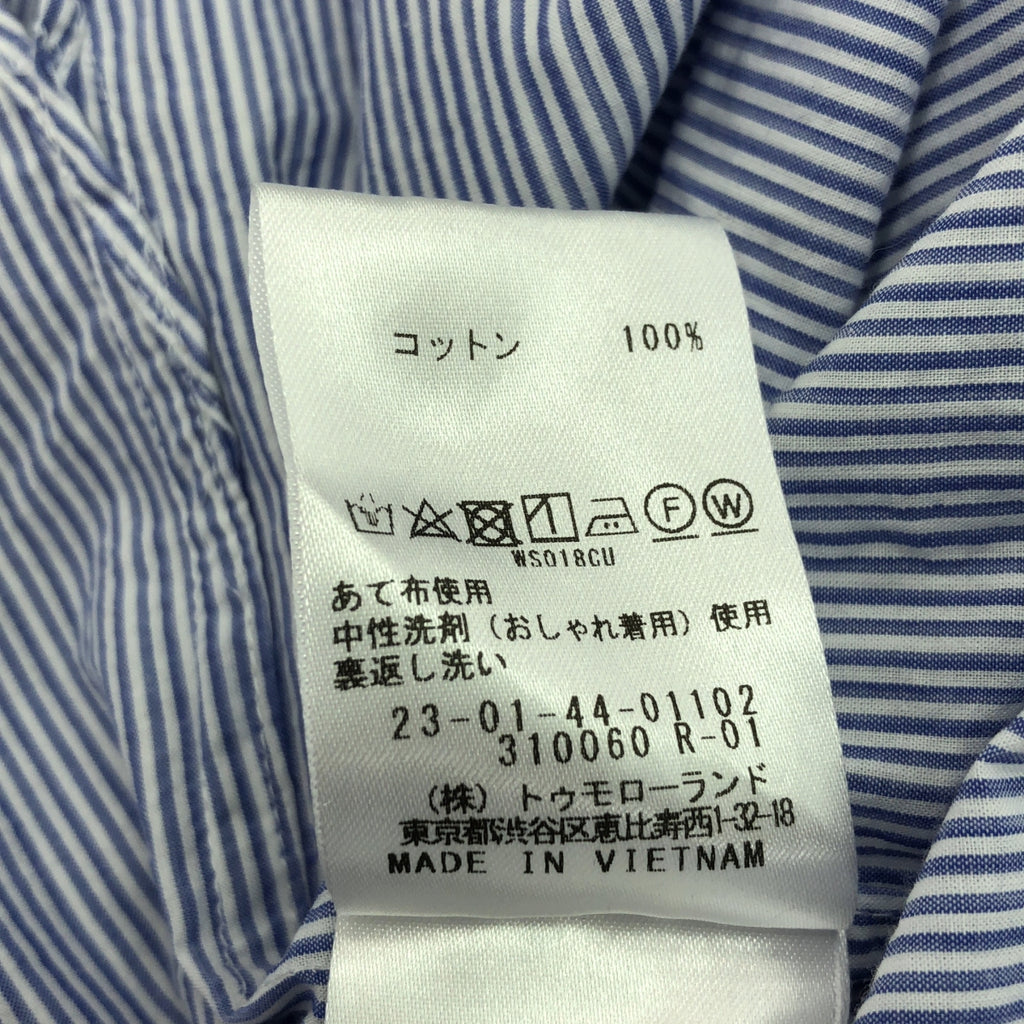 コットン 100%
F W
WS018CU
あて布使用
中性洗剤（おしゃれ着用）使用
裏返し洗い
23-01-44-01102
310060 R-01
（株）トゥモローランド
東京都渋谷区恵比寿西1-32-18
MADE IN VIETNAM